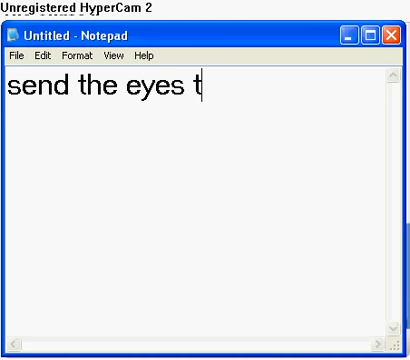 Unregistered HyperCam 2
Untitled - Notepad
File Edit Format View Help
send the eyes t